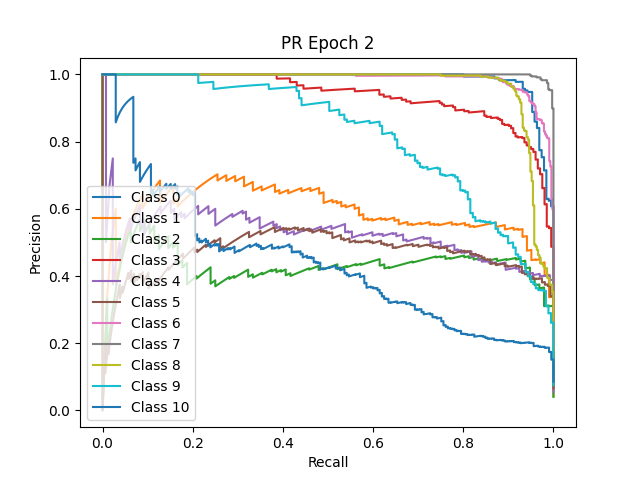 PR Epoch 2
Precision
1.0
0.8
0.6
0.4
0.2
0.0
Class 0
Class 1
Class 2
Class 3
Class 4
Class 5
Class 6
Class 7
Class 8
Class 9
Class 10
0.0 0.2 0.4 0.6 0.8 1.0
Recall